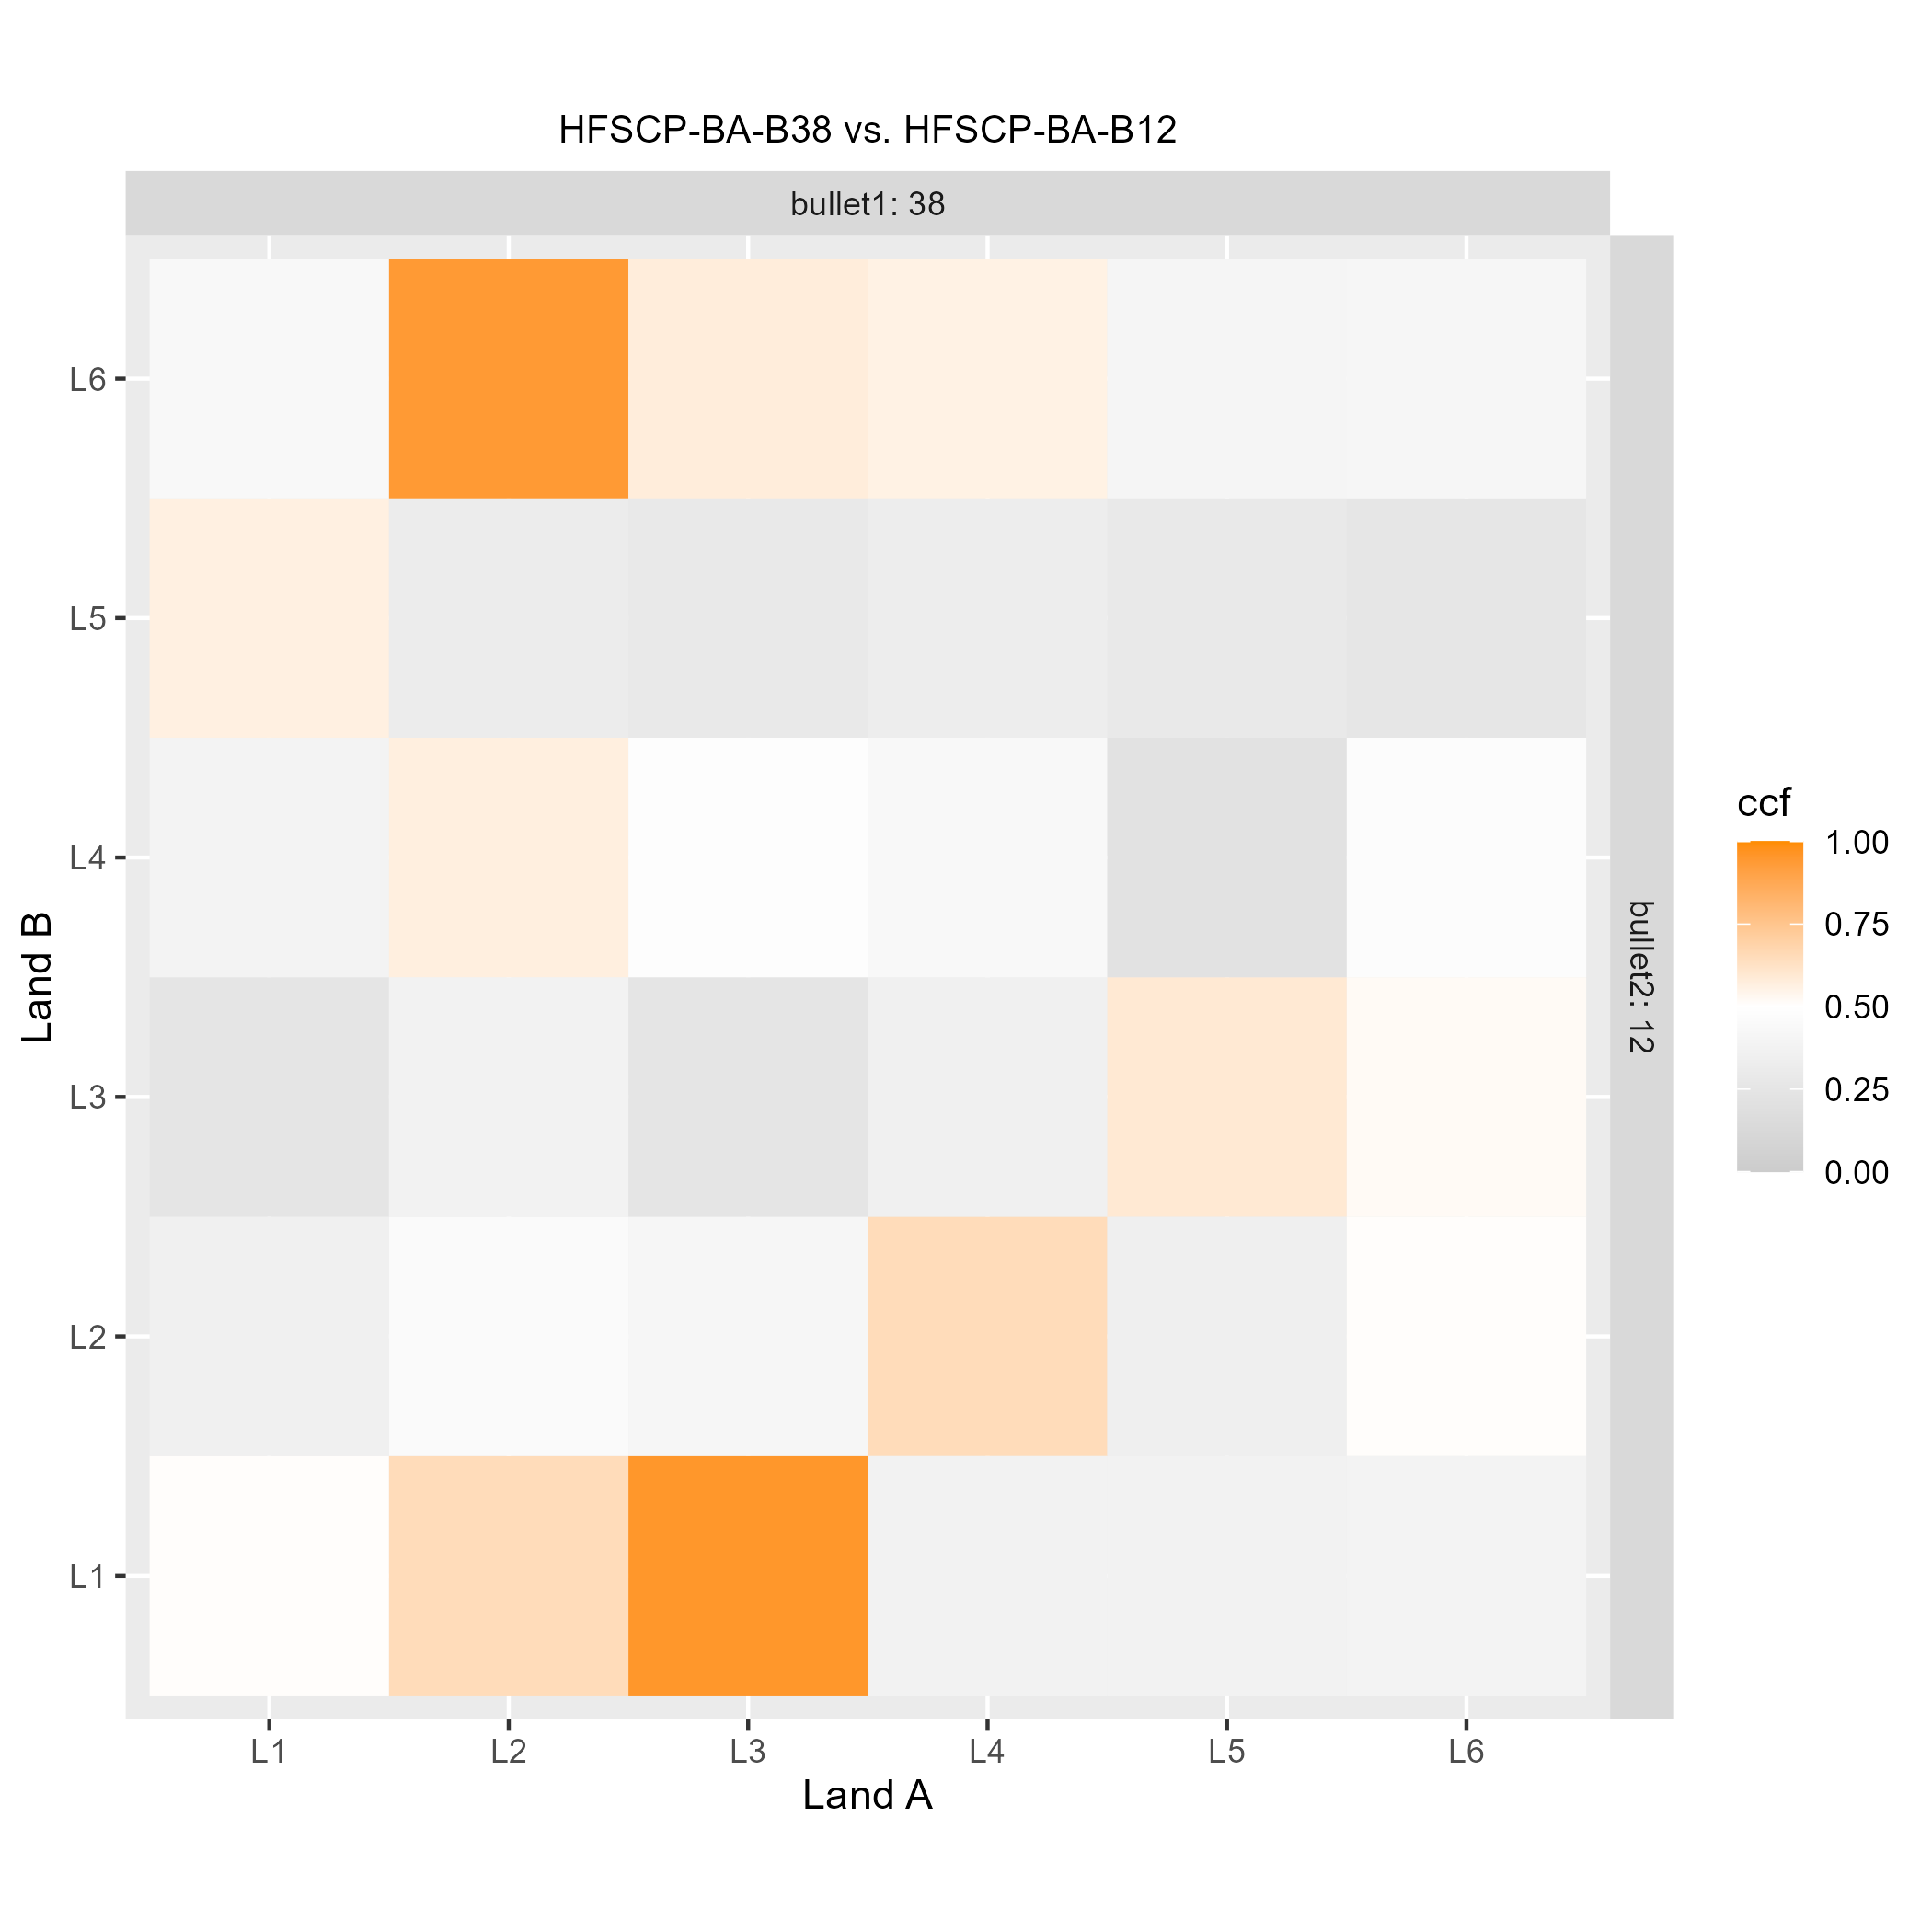 HFSCP-BA-B38 vs. HFSCP-BA-B12
bullet1: 38
L6
L5
L4
L3
L2
L1
Land B
bullet2: 12
L1 L2 L3 L4 L5 L6
Land A
ccf
1.00
0.75
0.50
0.25
0.00